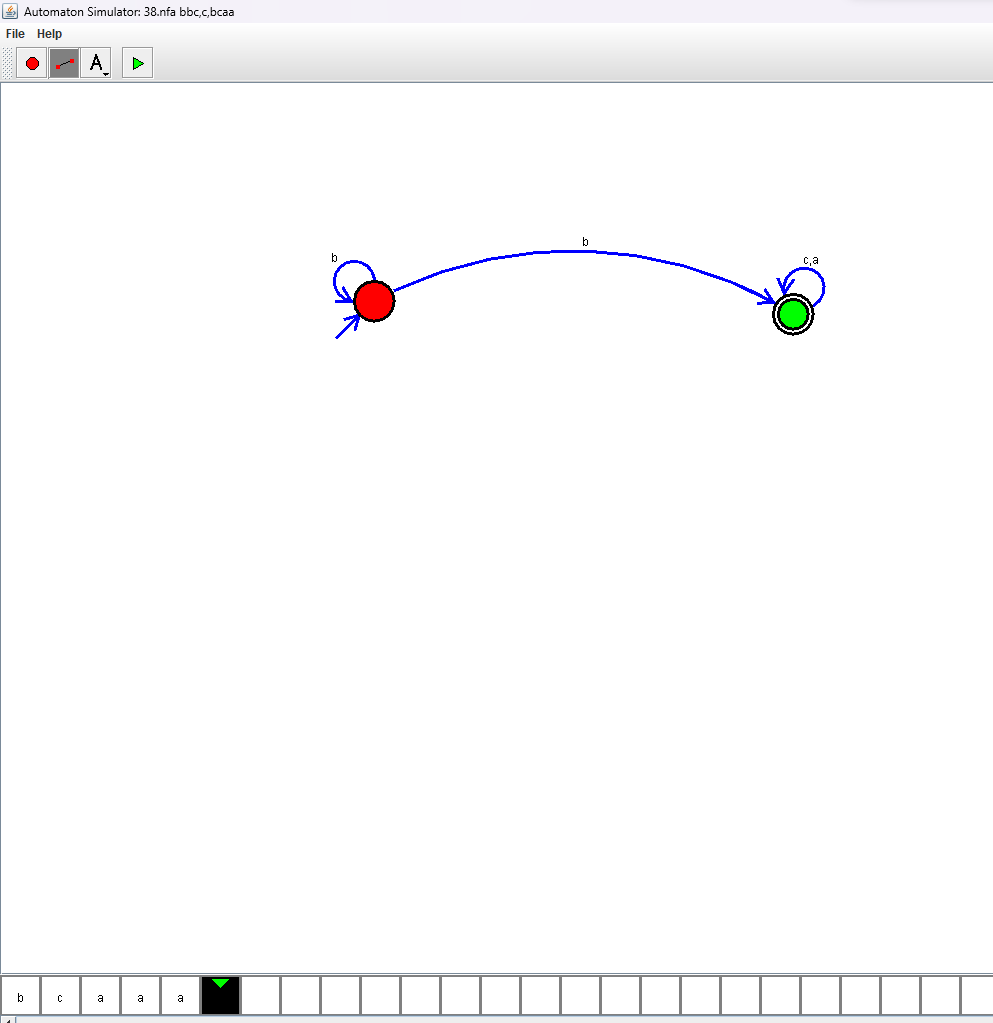 Automaton Simulator: 38.nfa bbc,c,bcaa
File Help
A
b
b
c,a
b c a a a